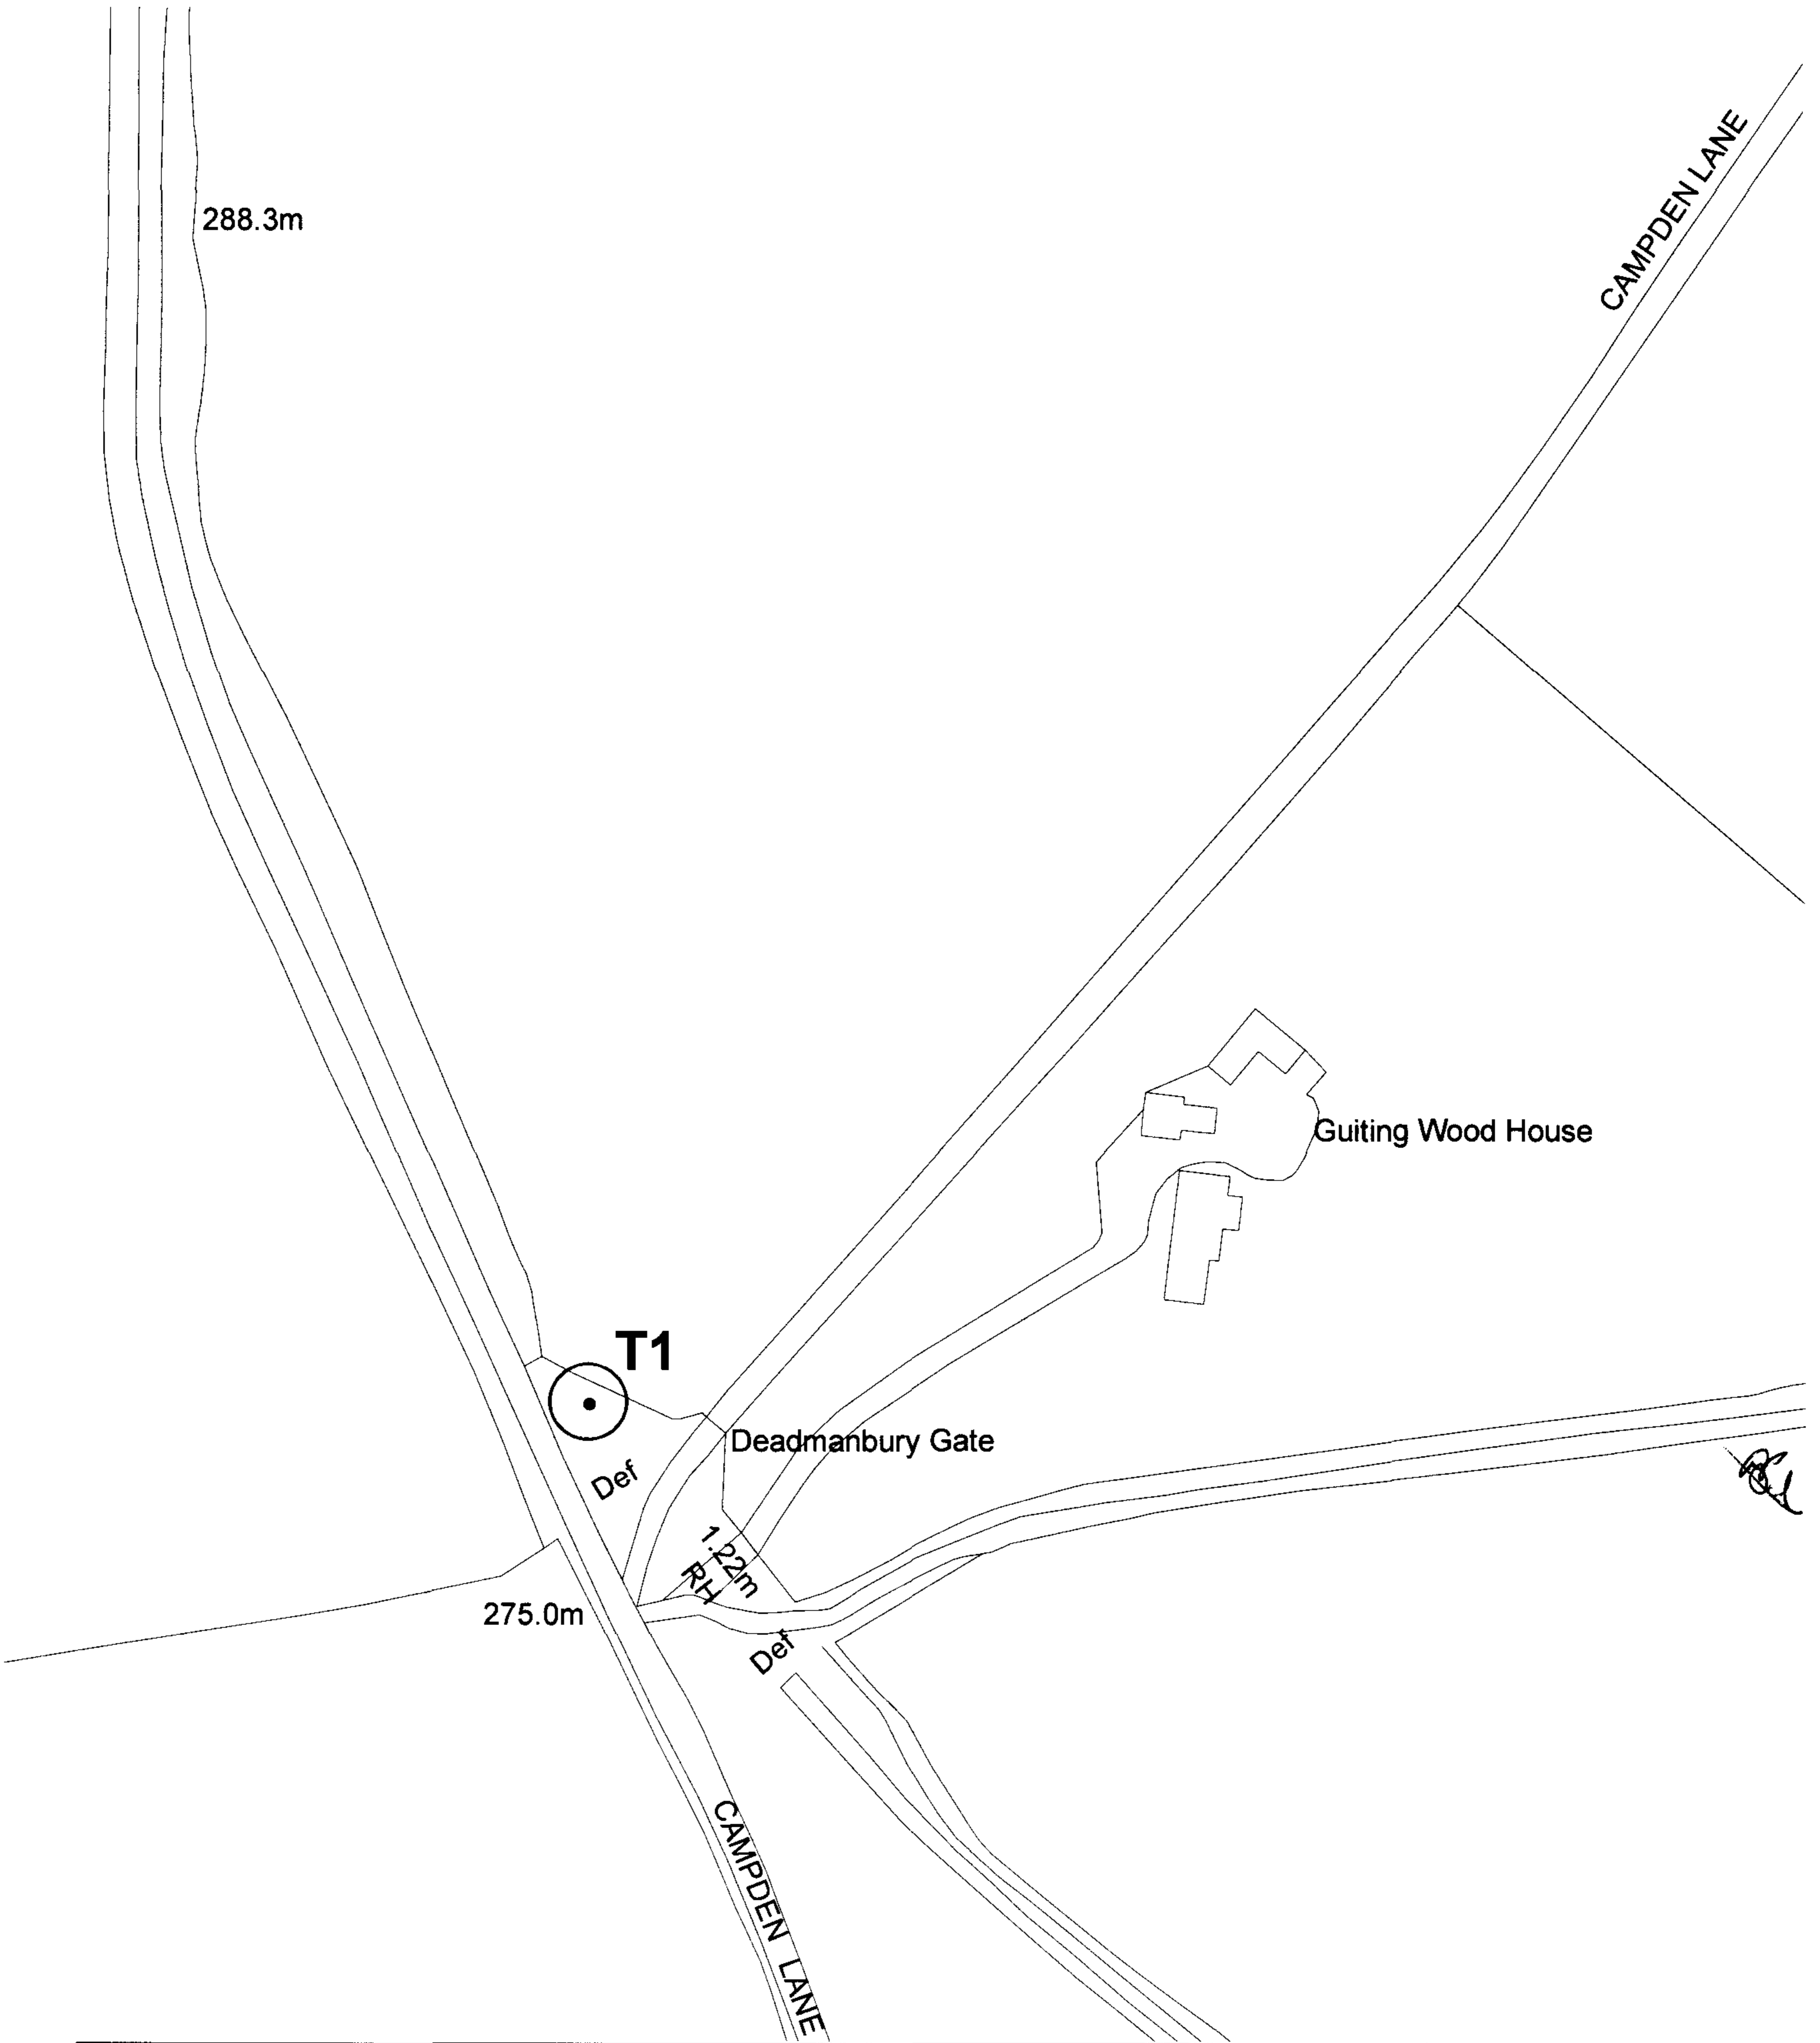 CAMPDEN LANE
288.3m
Guiting Wood House
T1
Deadmanbury Gate
Def
1.22m
RH
275.0m
Def
CAMPDEN LANE